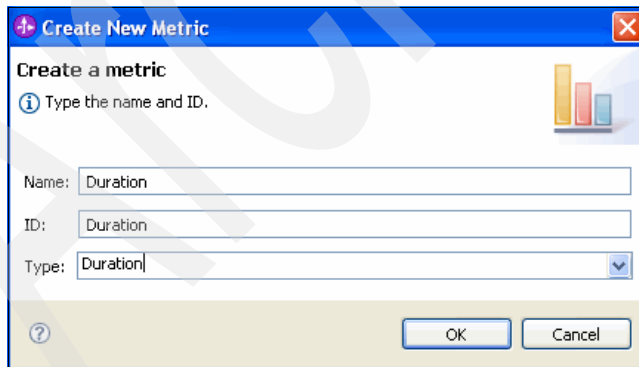 Create New Metric
Create a metric
Type the name and ID.
Name: Duration
ID: Duration
Type: Duration
OK Cancel